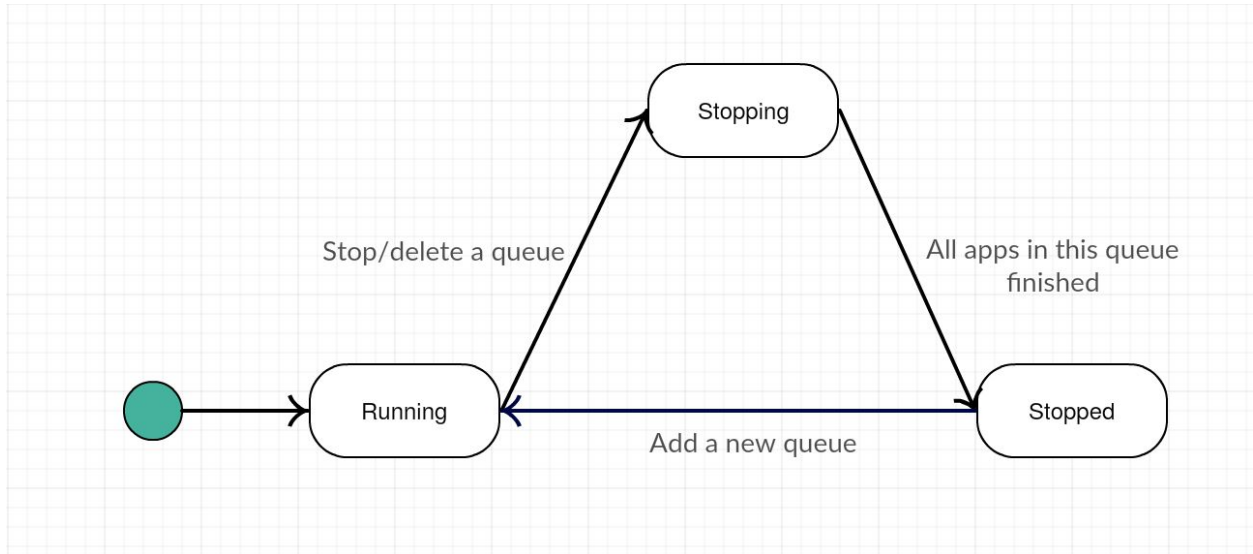 Stopping
Stop/delete a queue
All apps in this queue
finished
Running
Stopped
Add a new queue